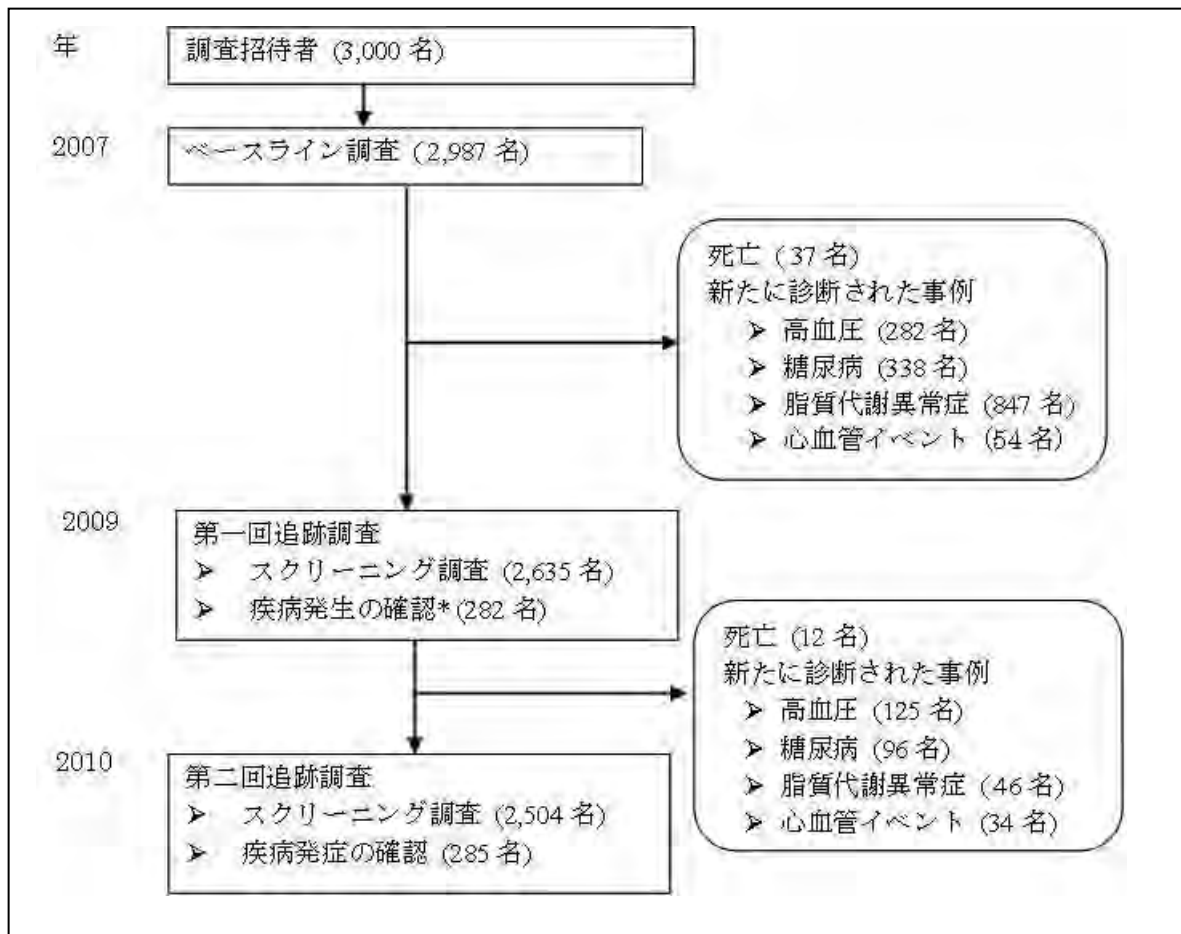 年
調査招待者 (3,000 名)
2007
ベースライン調査 (2,987 名)
死亡 (37 名)
新たに診断された事例
➤ 高血圧 (282 名)
➤ 糖尿病 (338 名)
➤ 脂質代謝異常症 (847 名)
➤ 心血管イベント (54 名)
2009
第一回追跡調査
➤ スクリーニング調査 (2,635 名)
➤ 疾病発生の確認* (282 名)
死亡 (12 名)
新たに診断された事例
➤ 高血圧 (125 名)
➤ 糖尿病 (96 名)
➤ 脂質代謝異常症 (46 名)
➤ 心血管イベント (34 名)
2010
第二回追跡調査
➤ スクリーニング調査 (2,504 名)
➤ 疾病発症の確認 (285 名)